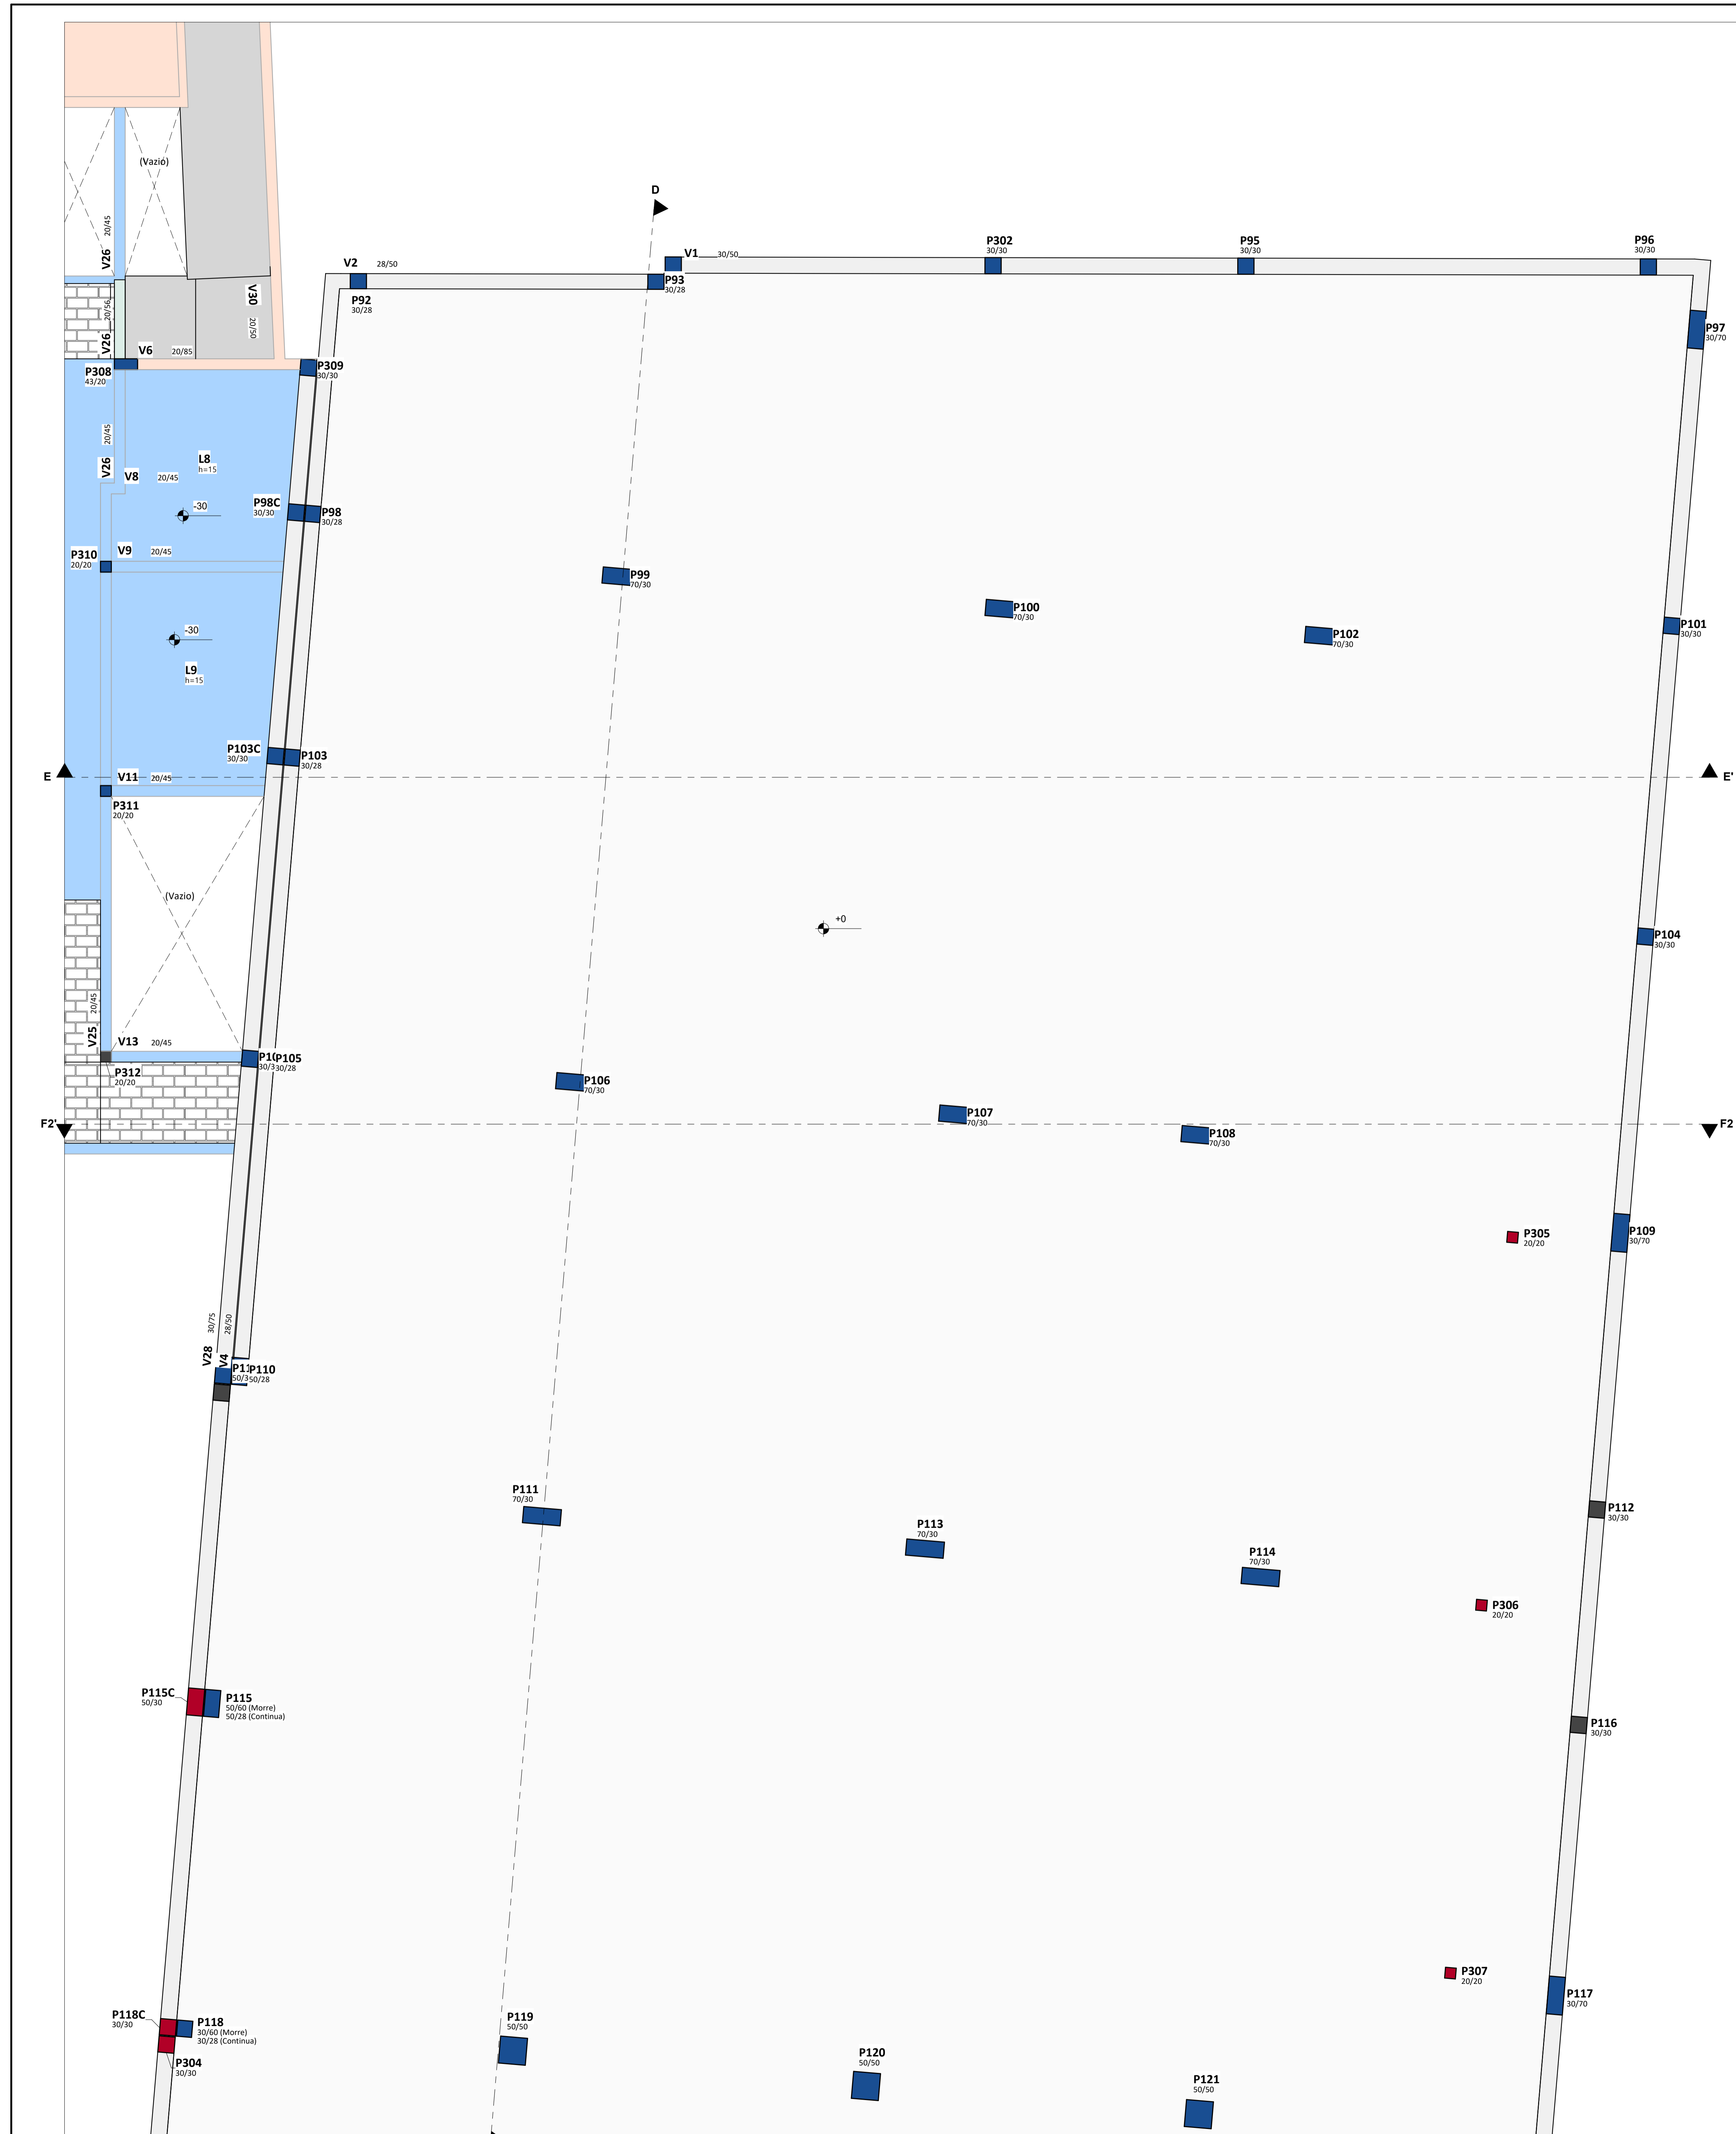 (Vazio)
D
20/45
V26
V1 30/50
P302
30/30
P95
30/30
P96
30/30
V2 28/50
P93
30/28
V30
20/50
P92
30/28
20/56
V26
P97
30/70
V6 20/85
P308
43/20
P309
30/30
20/45
V26
L8
h=15
V8 20/45
-30
P98C
30/30
P98
30/28
V9 20/45
P310
20/20
P99
70/30
P100
70/30
P102
70/30
P101
30/30
-30
L9
h=15
P103C
30/30
P103
30/28
E
V11 20/45
E'
P311
20/20
(Vazio)
+0
P104
30/30
20/45
V25
V13 20/45
P105
30/28
P312
20/20
P106
70/30
P107
70/30
F2'
F2
P108
70/30
P109
30/70
P305
20/20
30/75
V28
28/50
V4
P110
50/28
P111
70/30
P112
30/30
P113
70/30
P114
70/30
P306
20/20
P115C
50/30
P115
50/60 (Morre)
50/28 (Continua)
P116
30/30
P307
20/20
P117
30/70
P118C
30/30
P118
30/60 (Morre)
30/28 (Continua)
P119
50/50
P304
30/30
P120
50/50
P121
50/50